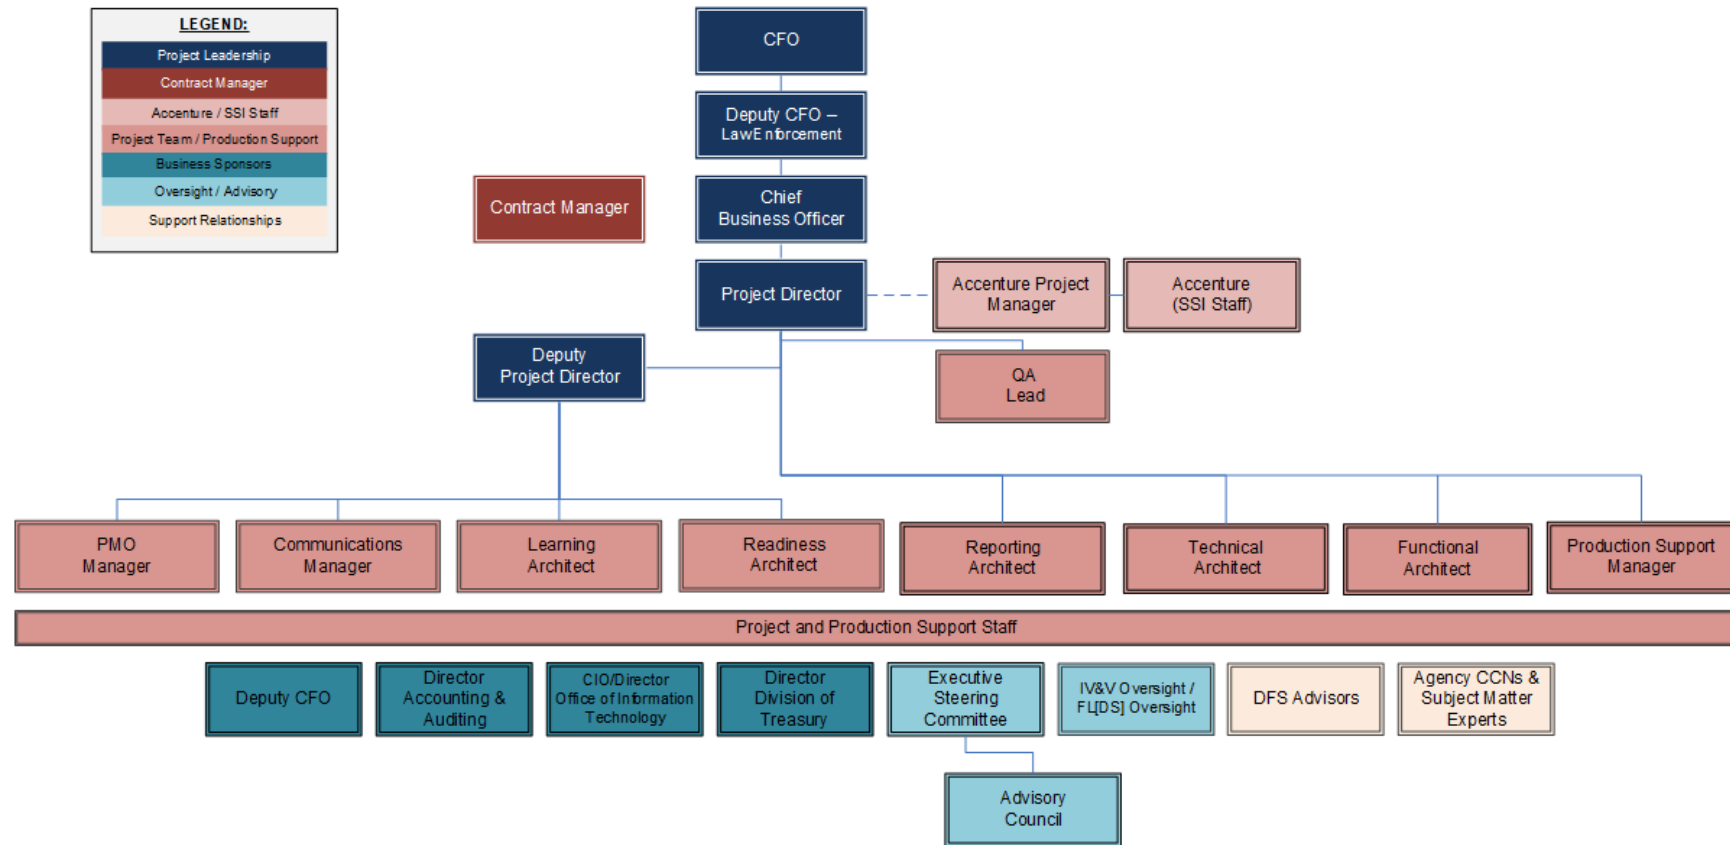 LEGEND:
Project Leadership
Contract Manager
Accenture / SSI Staff
Project Team / Production Support
Business Sponsors
Oversight / Advisory
Support Relationships
CFO
Deputy CFO –
LawEnforcement
Contract Manager
Chief
Business Officer
Project Director
Accenture Project
Manager
Accenture
(SSI Staff)
Deputy
Project Director
QA
Lead
PMO
Manager
Communications
Manager
Learning
Architect
Readiness
Architect
Reporting
Architect
Technical
Architect
Functional
Architect
Production Support
Manager
Project and Production Support Staff
Deputy CFO
Director
Accounting &
Auditing
CIO/Director
Office of Information
Technology
Director
Division of
Treasury
Executive
Steering
Committee
IV&V Oversight /
FL[DS] Oversight
DFS Advisors
Agency CCNs &
Subject Matter
Experts
Advisory
Council